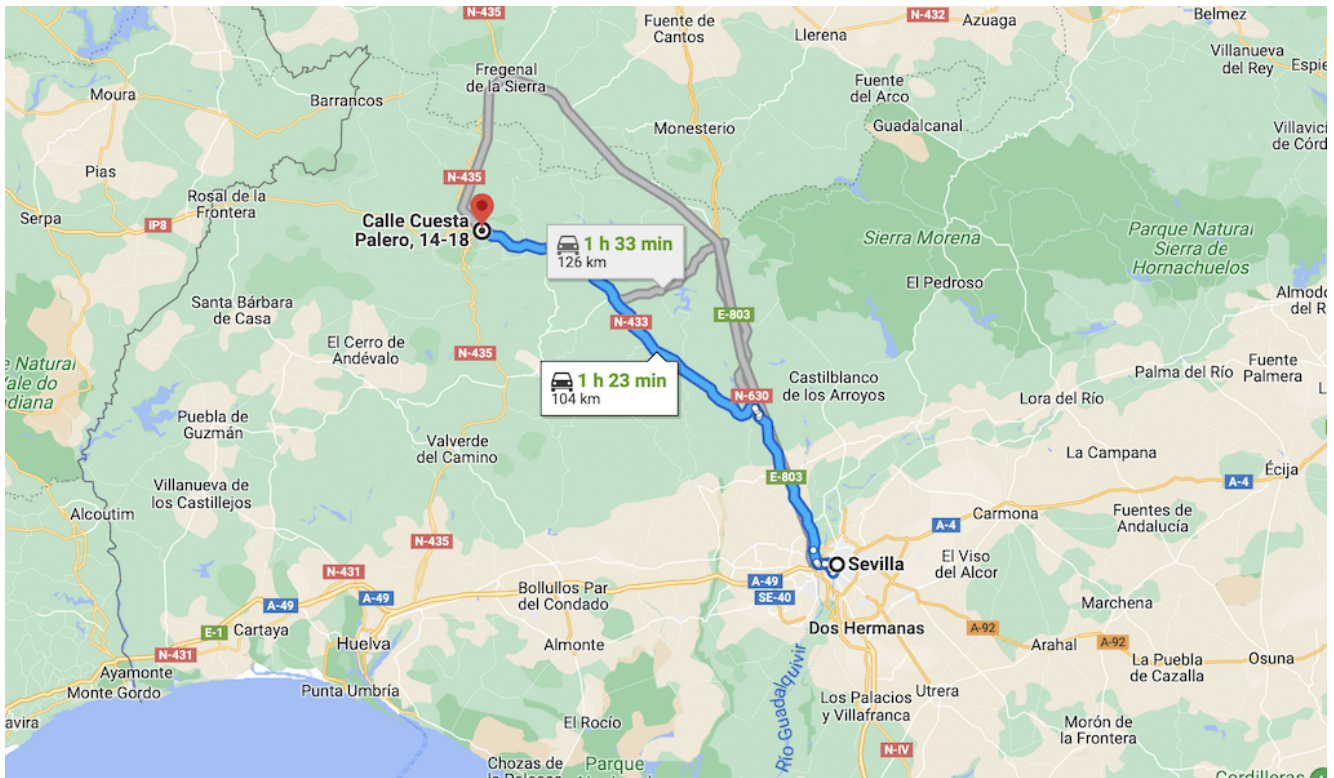 N-435
Fuente de
Cantos
N-432
Azuaga
Belmez
Llerena
Villanueva
del Rey
Espie
Fregenal
de la Sierra
Moura
Barrancos
Fuente
del Arco
Monesterio
Guadalcanal
Villavici
de Córd
Pias
N-435
Rosal de la
Frontera
Serpa
IP8
Calle Cuesta
Palero, 14-18
1 h 33 min
126 km
Sierra Morena
Parque Natural
Sierra de
Hornachuelos
El Pedroso
Almodo
del R
Santa Bárbara
de Casa
E-803
N-433
El Cerro de
Andévalo
N-435
e Natural
Vale do
diana
1 h 23 min
104 km
Castilblanco
de los Arroyos
N-630
Palma del Río
Fuente
Palmera
L
Lora del Río
Puebla de
Guzmán
Valverde
del Camino
La Campana
Écija
E-803
A-4
Villanueva de
los Castillejos
Alcoutim
Carmona
A-4
Fuentes de
Andalucía
N-435
El Viso
del Alcor
Sevilla
N-431
A-49
SE-40
Bollullos Par
del Condado
A-49
A-49
Marchena
E-1
Cartaya
Huelva
Almonte
Dos Hermanas
A-92
Arahal
A-92
La Puebla
de Cazalla
Osuna
N-431
Ayamonte
Monte Gordo
Punta Umbría
Río Guadalquivir
Los Palacios
y Villafranca
Utrera
avira
El Rocío
Morón de
la Frontera
N-IV
Chozas de
Parque
Cordilleras